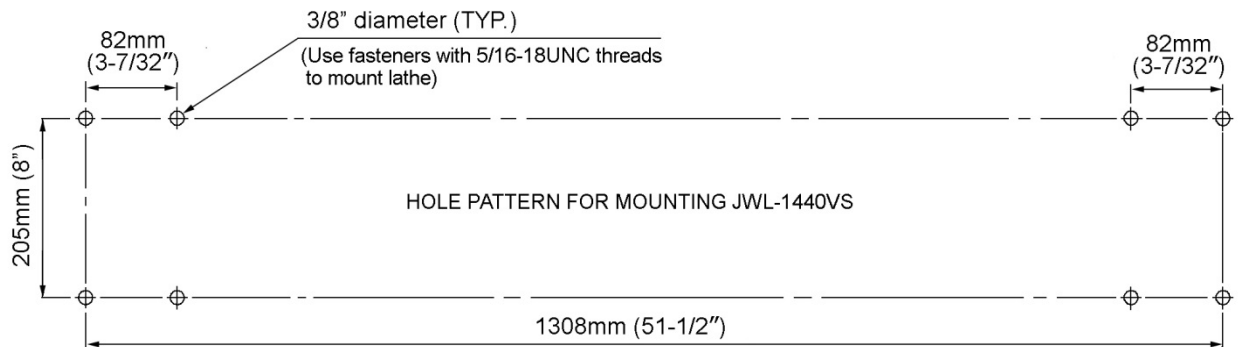 3/8” diameter (TYP.)
(Use fasteners with 5/16-18UNC threads
to mount lathe)
82mm
(3-7/32″)
82mm
(3-7/32″)
205mm (8”)
HOLE PATTERN FOR MOUNTING JWL-1440VS
1308mm (51-1/2″)